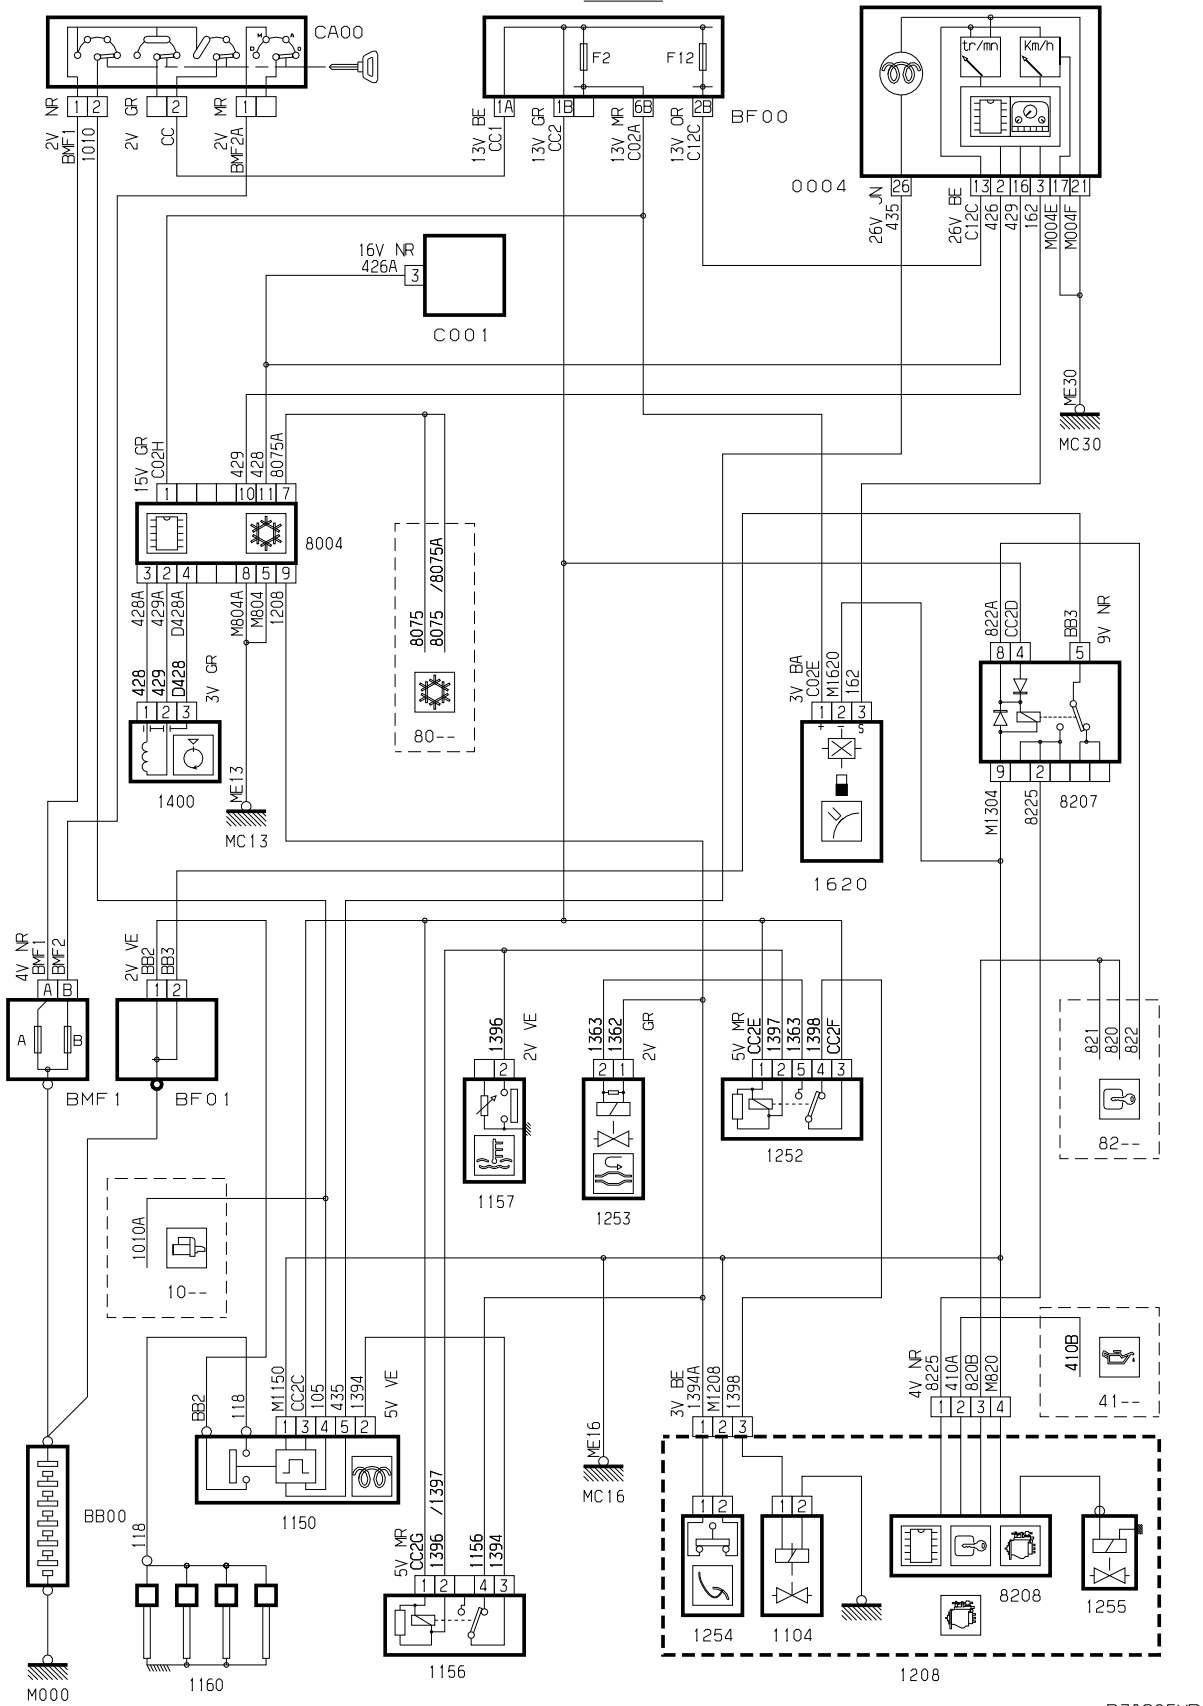 CA00
M A
D O
1 2 2 1
2V NR
BMF1
1010
2V GR
CC
2V MR
BMF2A
F2
F12
1A 1B 6B 2B
BF00
13V BE
CC1
13V GR
CC2
13V MR
C02A
13V OR
C12C
tr/mn
Km/h
0004
26 13 2 16 3 17 21
26V JN
435
26V BE
C12C
426
429
162
M004E
M004F
16V NR
426A
3
C001
ME30
MC30
15V GR
C02H
429
428
8075A
1 10 11 7
8004
3 2 4 8 5 9
428A
429A
D428A
M804A
M804
1208
428
429
D428
3V GR
1 2 3
1400
ME13
MC13
8075
8075 /8075A
80--
3V BA
C02E
M1620
162
1 2 3
+ - S
1620
822A
CC2D
BB3
9V NR
8 4 5
9 2
8207
M1304
8225
4V NR
BMF1
BMF2
A B
A B
BMF1
2V VE
BB2
BB3
1 2
BF01
1396
2V VE
2
1157
1363
1362
2V GR
2 1
1253
5V MR
CC2E
1397
1363
1398
CC2F
1 2 5 4 3
1252
821
820
822
82--
1010A
10--
BB2
118
M1150
CC2C
105
435
1394
5V VE
1 3 4 5 2
1150
BB00
118
1160
M000
5V MR
CC2G
1396 /1397
1156
1394
1 2 4 3
1156
ME16
MC16
3V BE
1394A
M1208
1398
1 2 3
4V NR
8225
410A
820B
M820
1 2 3 4
410B
41--
1 2
1254
1 2
1104
8208
1255
1208